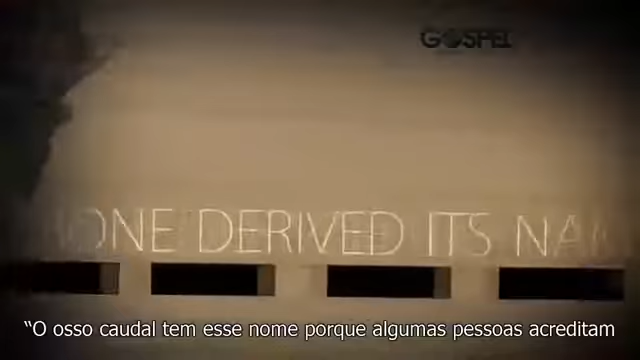 GOSPEL
ONE DERIVED ITS NA
“O osso caudal tem esse nome porque algumas pessoas acreditam